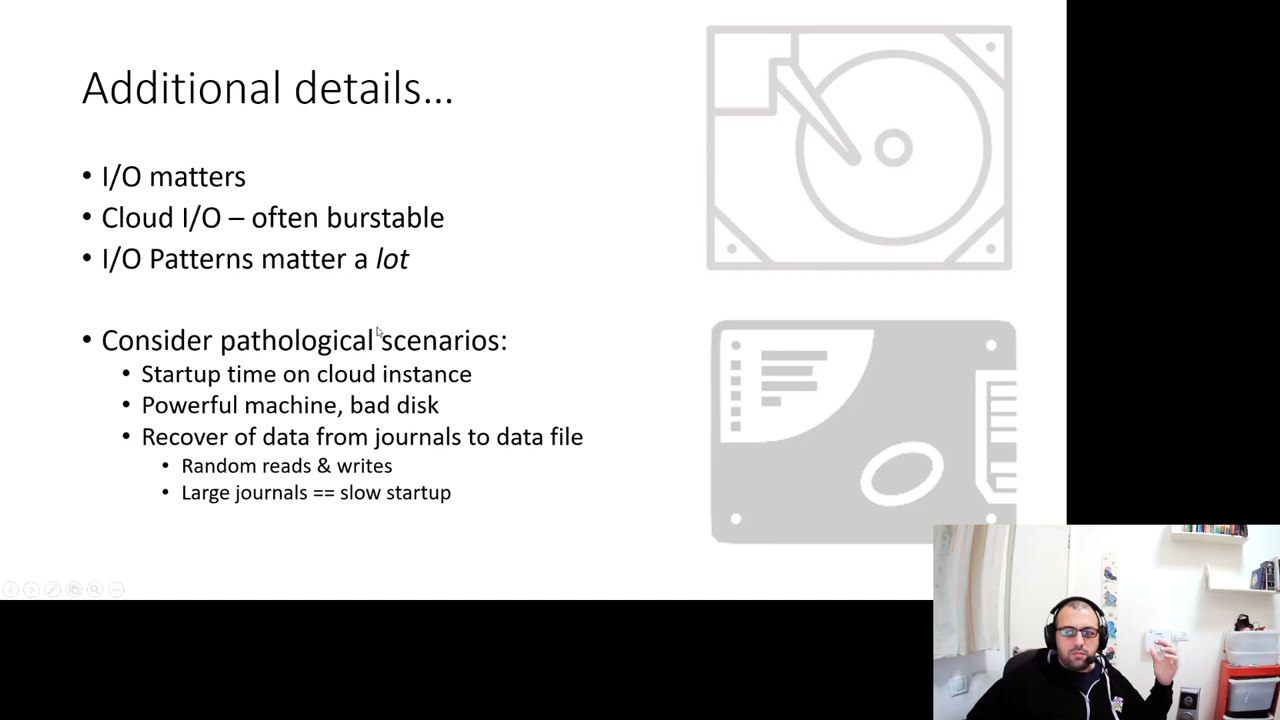 Additional details...
• I/O matters
• Cloud I/O – often burstable
• I/O Patterns matter a lot
• Consider pathological scenarios:
• Startup time on cloud instance
• Powerful machine, bad disk
• Recover of data from journals to data file
• Random reads & writes
• Large journals == slow startup